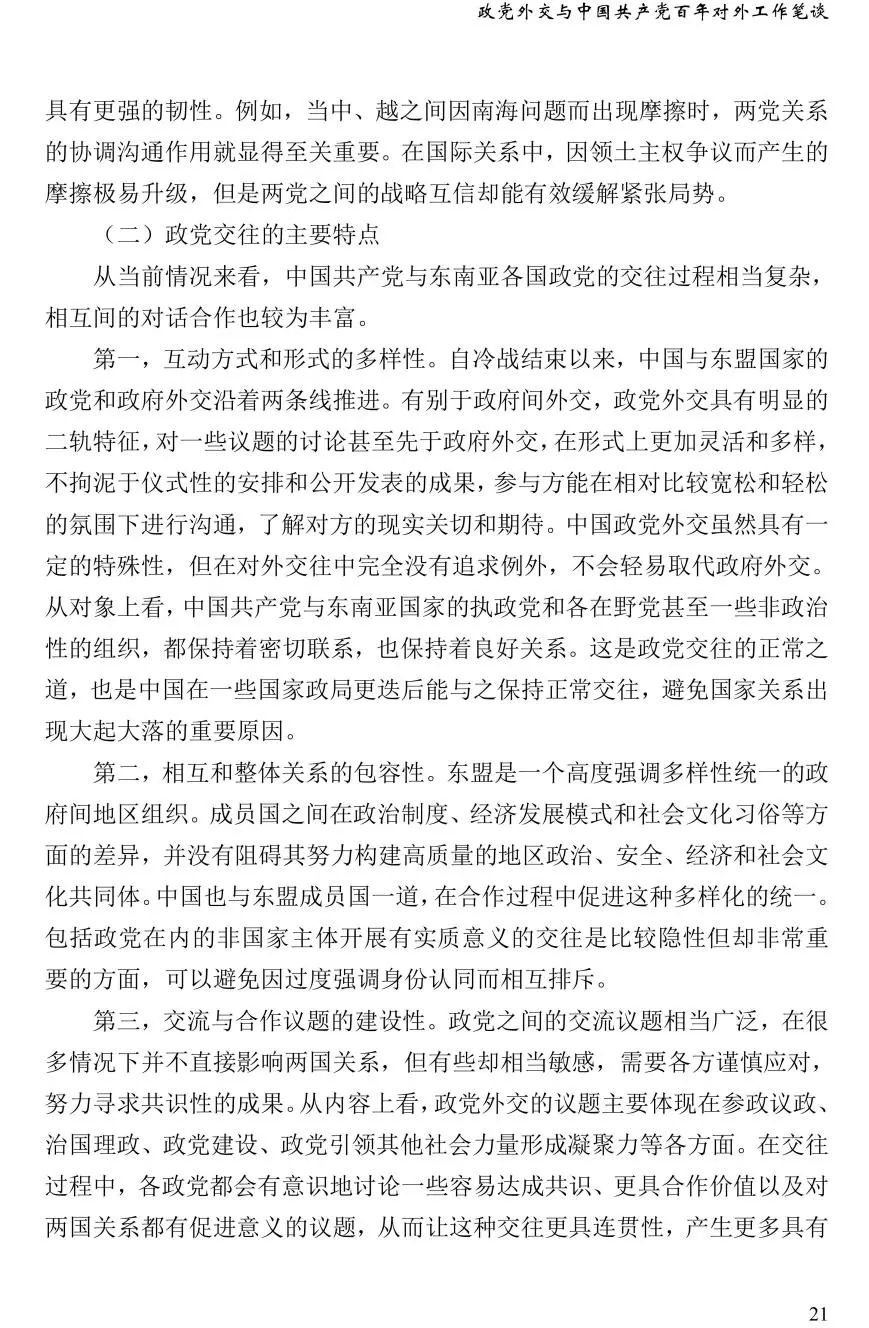 政党外交与中国共产党百年对外工作笔谈
具有更强的韧性。例如，当中、越之间因南海问题而出现摩擦时，两党关系
的协调沟通作用就显得至关重要。在国际关系中，因领土主权争议而产生的
摩擦极易升级，但是两党之间的战略互信却能有效缓解紧张局势。
（二）政党交往的主要特点
从当前情况来看，中国共产党与东南亚各国政党的交往过程相当复杂，
相互间的对话合作也较为丰富。
第一，互动方式和形式的多样性。自冷战结束以来，中国与东盟国家的
政党和政府外交沿着两条线推进。有别于政府间外交，政党外交具有明显的
二轨特征，对一些议题的讨论甚至先于政府外交，在形式上更加灵活和多样，
不拘泥于仪式性的安排和公开发表的成果，参与方能在相对比较宽松和轻松
的氛围下进行沟通，了解对方的现实关切和期待。中国政党外交虽然具有一
定的特殊性，但在对外交往中完全没有追求例外，不会轻易取代政府外交。
从对象上看，中国共产党与东南亚国家的执政党和各在野党甚至一些非政治
性的组织，都保持着密切联系，也保持着良好关系。这是政党交往的正常之
道，也是中国在一些国家政局更迭后能与之保持正常交往，避免国家关系出
现大起大落的重要原因。
第二，相互和整体关系的包容性。东盟是一个高度强调多样性统一的政
府间地区组织。成员国之间在政治制度、经济发展模式和社会文化习俗等方
面的差异，并没有阻碍其努力构建高质量的地区政治、安全、经济和社会文
化共同体。中国也与东盟成员国一道，在合作过程中促进这种多样化的统一。
包括政党在内的非国家主体开展有实质意义的交往是比较隐性但却非常重
要的方面，可以避免因过度强调身份认同而相互排斥。
第三，交流与合作议题的建设性。政党之间的交流议题相当广泛，在很
多情况下并不直接影响两国关系，但有些却相当敏感，需要各方谨慎应对，
努力寻求共识性的成果。从内容上看，政党外交的议题主要体现在参政议政、
治国理政、政党建设、政党引领其他社会力量形成凝聚力等各方面。在交往
过程中，各政党都会有意识地讨论一些容易达成共识、更具合作价值以及对
两国关系都有促进意义的议题，从而让这种交往更具连贯性，产生更多具有
21